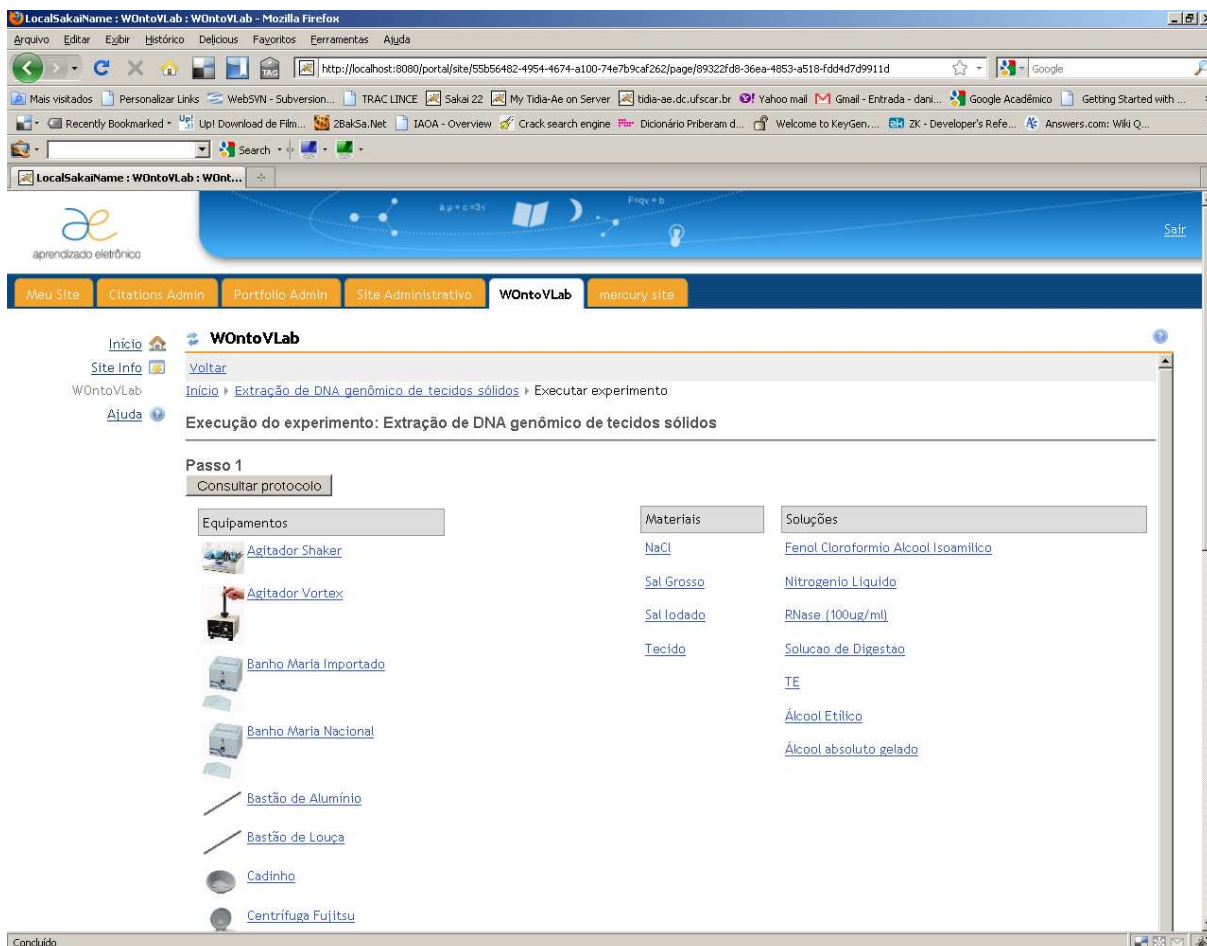 LocalSakaiName : WOntoVLab : WOntoVLab - Mozilla Firefox
Arquivo Editar Exibir Histórico Delicious Favoritos Ferramentas Ajuda
TAG http://localhost:8080/portal/site/55b56482-4954-4674-a100-74e7b9caf262/page/89322fd8-36ea-4853-a518-fdd4d7d9911d Google
Mais visitados Personalizar Links WebSVN - Subversion... TRAC LINCE Sakai 22 My Tidia-Ae on Server tidia-ae.dc.ufscar.br Yahoo mail Gmail - Entrada - dani... Google Acadêmico Getting Started with ...
Recently Bookmarked Up! Up! Download de Film... 2BakSa.Net IAOA - Overview Crack search engine Dicionário Priberam d... Welcome to KeyGen.... ZK - Developer's Refe... Answers.com: Wiki Q...
Search
LocalSakaiName : WOntoVLab : WOnt...
ae
aprendizado eletrônico
Sair
Meu Site Citations Admin Portfolio Admin Site Administrativo WOntoVLab mercury site
Início
Site Info
WOntoVLab
Ajuda
WOntoVLab
Voltar
Início Extração de DNA genômico de tecidos sólidos Executar experimento
Execução do experimento: Extração de DNA genômico de tecidos sólidos
Passo 1
Consultar protocolo
Equipamentos
Agitador Shaker
Agitador Vortex
Banho Maria Importado
Banho Maria Nacional
Bastão de Alumínio
Bastão de Louça
Cadinho
Centrífuga Fujitsu
Materiais
NaCl
Sal Grosso
Sal Iodado
Tecido
Soluções
Fenol Cloroformio Alcool Isoamilico
Nitrogenio Liquido
RNase (100ug/ml)
Solucao de Digestao
TE
Álcool Etílico
Álcool absoluto gelado
Concluído